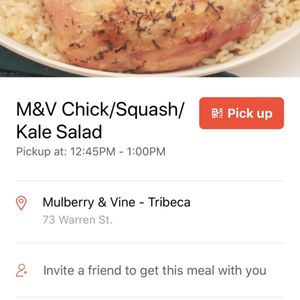 M&V Chick/Squash/
Kale Salad
Pick up
Pickup at: 12:45PM - 1:00PM
Mulberry & Vine - Tribeca
73 Warren St.
Invite a friend to get this meal with you